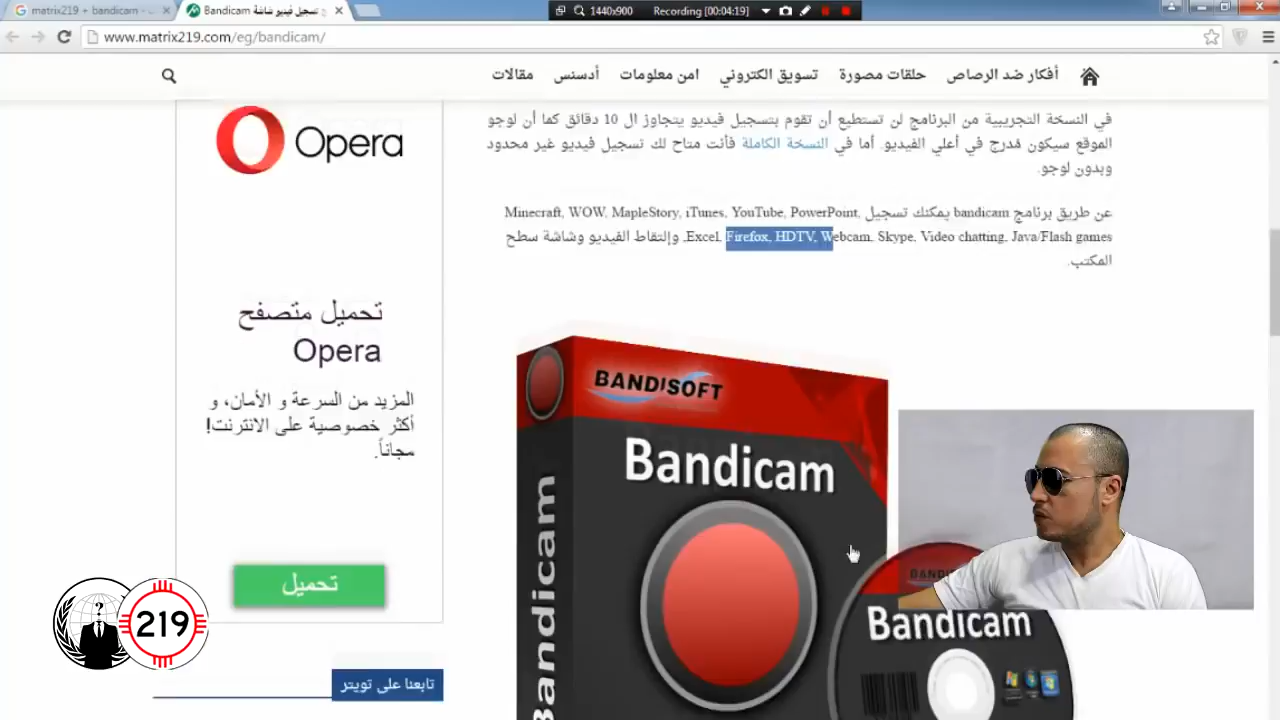 matrix219 + bandicam -
Bandicam تسجيل فيديو شاشة
1440x900
Recording [00:04:19]
www.matrix219.com/eg/bandicam/
أفكار ضد الرصاص
حلقات مصورة
تسويق الكتروني
امن معلومات
أدسنس
مقالات
في النسخة التجريبية من البرنامج لن تستطيع أن تقوم بتسجيل فيديو يتجاوز ال 10 دقائق كما أن لوجو
الموقع سيكون مُدرج في أعلي الفيديو. أما في النسخة الكاملة فأنت متاح لك تسجيل فيديو غير محدود
وبدون لوجو.
عن طريق برنامج bandicam يمكنك تسجيل Minecraft, WOW, MapleStory, iTunes, YouTube, PowerPoint,
Excel, Firefox, HDTV, Webcam, Skype, Video chatting, Java/Flash games, وإلتقاط الفيديو وشاشة سطح
المكتب.
Opera
تحميل متصفح
Opera
المزيد من السرعة و الأمان، و
أكثر خصوصية على الانترنت!
مجاناً.
تحميل
تابعنا على تويتر
BANDISOFT
Bandicam
Bandicam
Bandicam
?
219